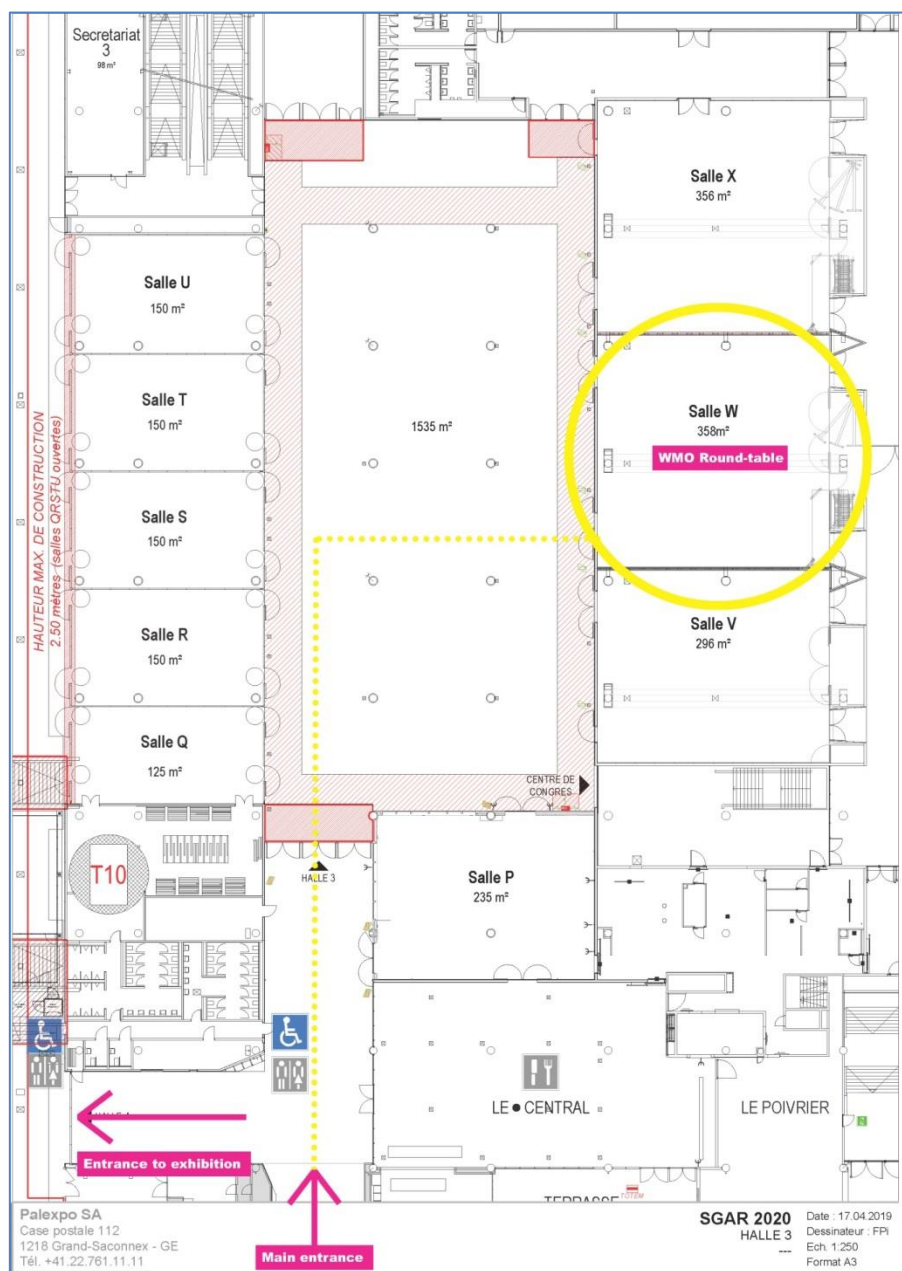 Secretariat
3
98 m²
Salle X
356 m²
Salle U
150 m²
Salle T
150 m²
1535 m²
Salle W
358m²
WMO Round-table
HAUTEUR MAX. DE CONSTRUCTION
2.50 mètres (salles QRSTU ouvertes)
Salle S
150 m²
Salle R
150 m²
Salle V
296 m²
Salle Q
125 m²
CENTRE DE
CONGRES
T10
HALLE 3
Salle P
235 m²
LE ● CENTRAL
LE POIVRIER
Entrance to exhibition
TERRASSE
TOTEM
Main entrance
Palexpo SA
Case postale 112
1218 Grand-Saconnex - GE
Tél. +41.22.761.11.11
SGAR 2020
HALLE 3
---
Date : 17.04.2019
Dessinateur : FPi
Ech. 1:250
Format A3